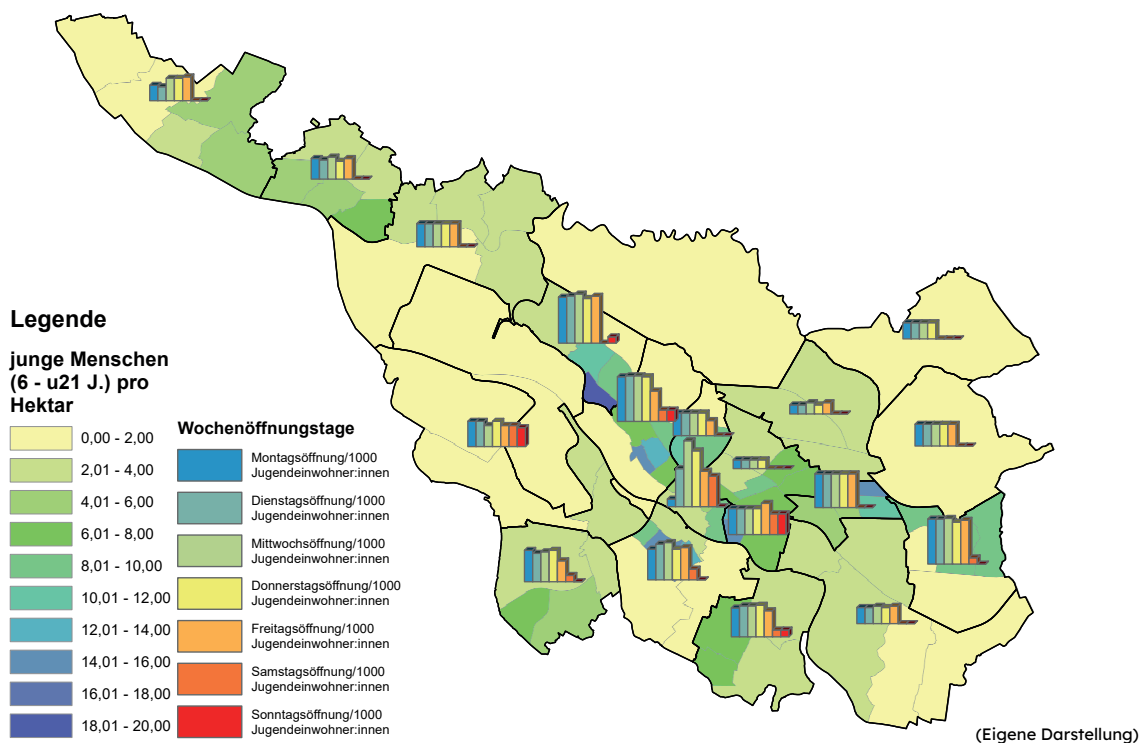 Legende
junge Menschen
(6 - u21 J.) pro
Hektar
0,00 - 2,00
2,01 - 4,00
4,01 - 6,00
6,01 - 8,00
8,01 - 10,00
10,01 - 12,00
12,01 - 14,00
14,01 - 16,00
16,01 - 18,00
18,01 - 20,00
Wochenöffnungstage
Montagsöffnung/1000
Jugendeinwohner:innen
Dienstagsöffnung/1000
Jugendeinwohner:innen
Mittwochsöffnung/1000
Jugendeinwohner:innen
Donnerstagsöffnung/1000
Jugendeinwohner:innen
Freitagsöffnung/1000
Jugendeinwohner:innen
Samstagsöffnung/1000
Jugendeinwohner:innen
Sonntagsöffnung/1000
Jugendeinwohner:innen
(Eigene Darstellung)